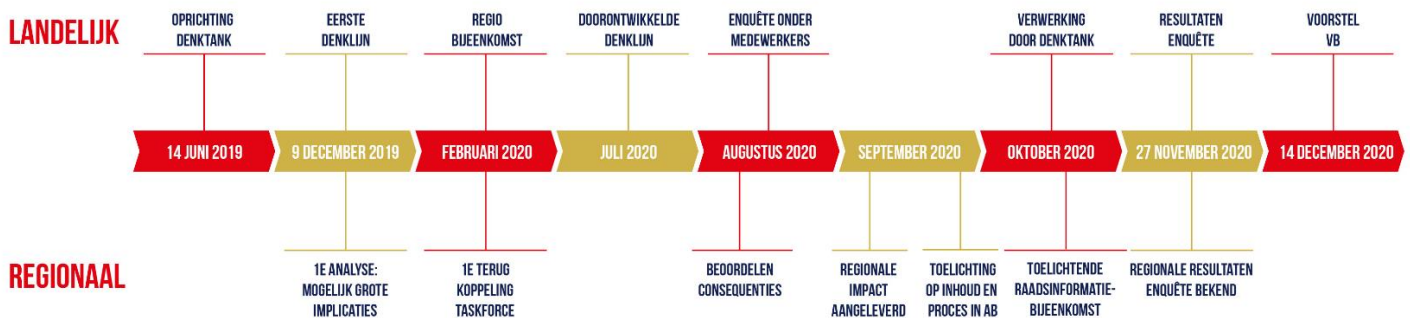 LANDELIJK
OPRICHTING
DENKTANK
EERSTE
DENKLIJN
REGIO
BIJEENKOMST
DOORONTWIKKELDE
DENKLIJN
ENQUÊTE ONDER
MEDEWERKERS
VERWERKING
DOOR DENKTANK
RESULTATEN
ENQUÊTE
VOORSTEL
VB
14 JUNI 2019
9 DECEMBER 2019
FEBRUARI 2020
JULI 2020
AUGUSTUS 2020
SEPTEMBER 2020
OKTOBER 2020
27 NOVEMBER 2020
14 DECEMBER 2020
REGIONAAL
1E ANALYSE:
MOGELIJK GROTE
IMPLICATIES
1E TERUG
KOPPELING
TASKFORCE
BEOORDELEN
CONSEQUENTIES
REGIONALE
IMPACT
AANGELEVERD
TOELICHTING
OP INHOUD EN
PROCES IN AB
TOELICHTENDE
RAADSINFORMATIE-
BIJEENKOMST
REGIONALE RESULTATEN
ENQUÊTE BEKEND